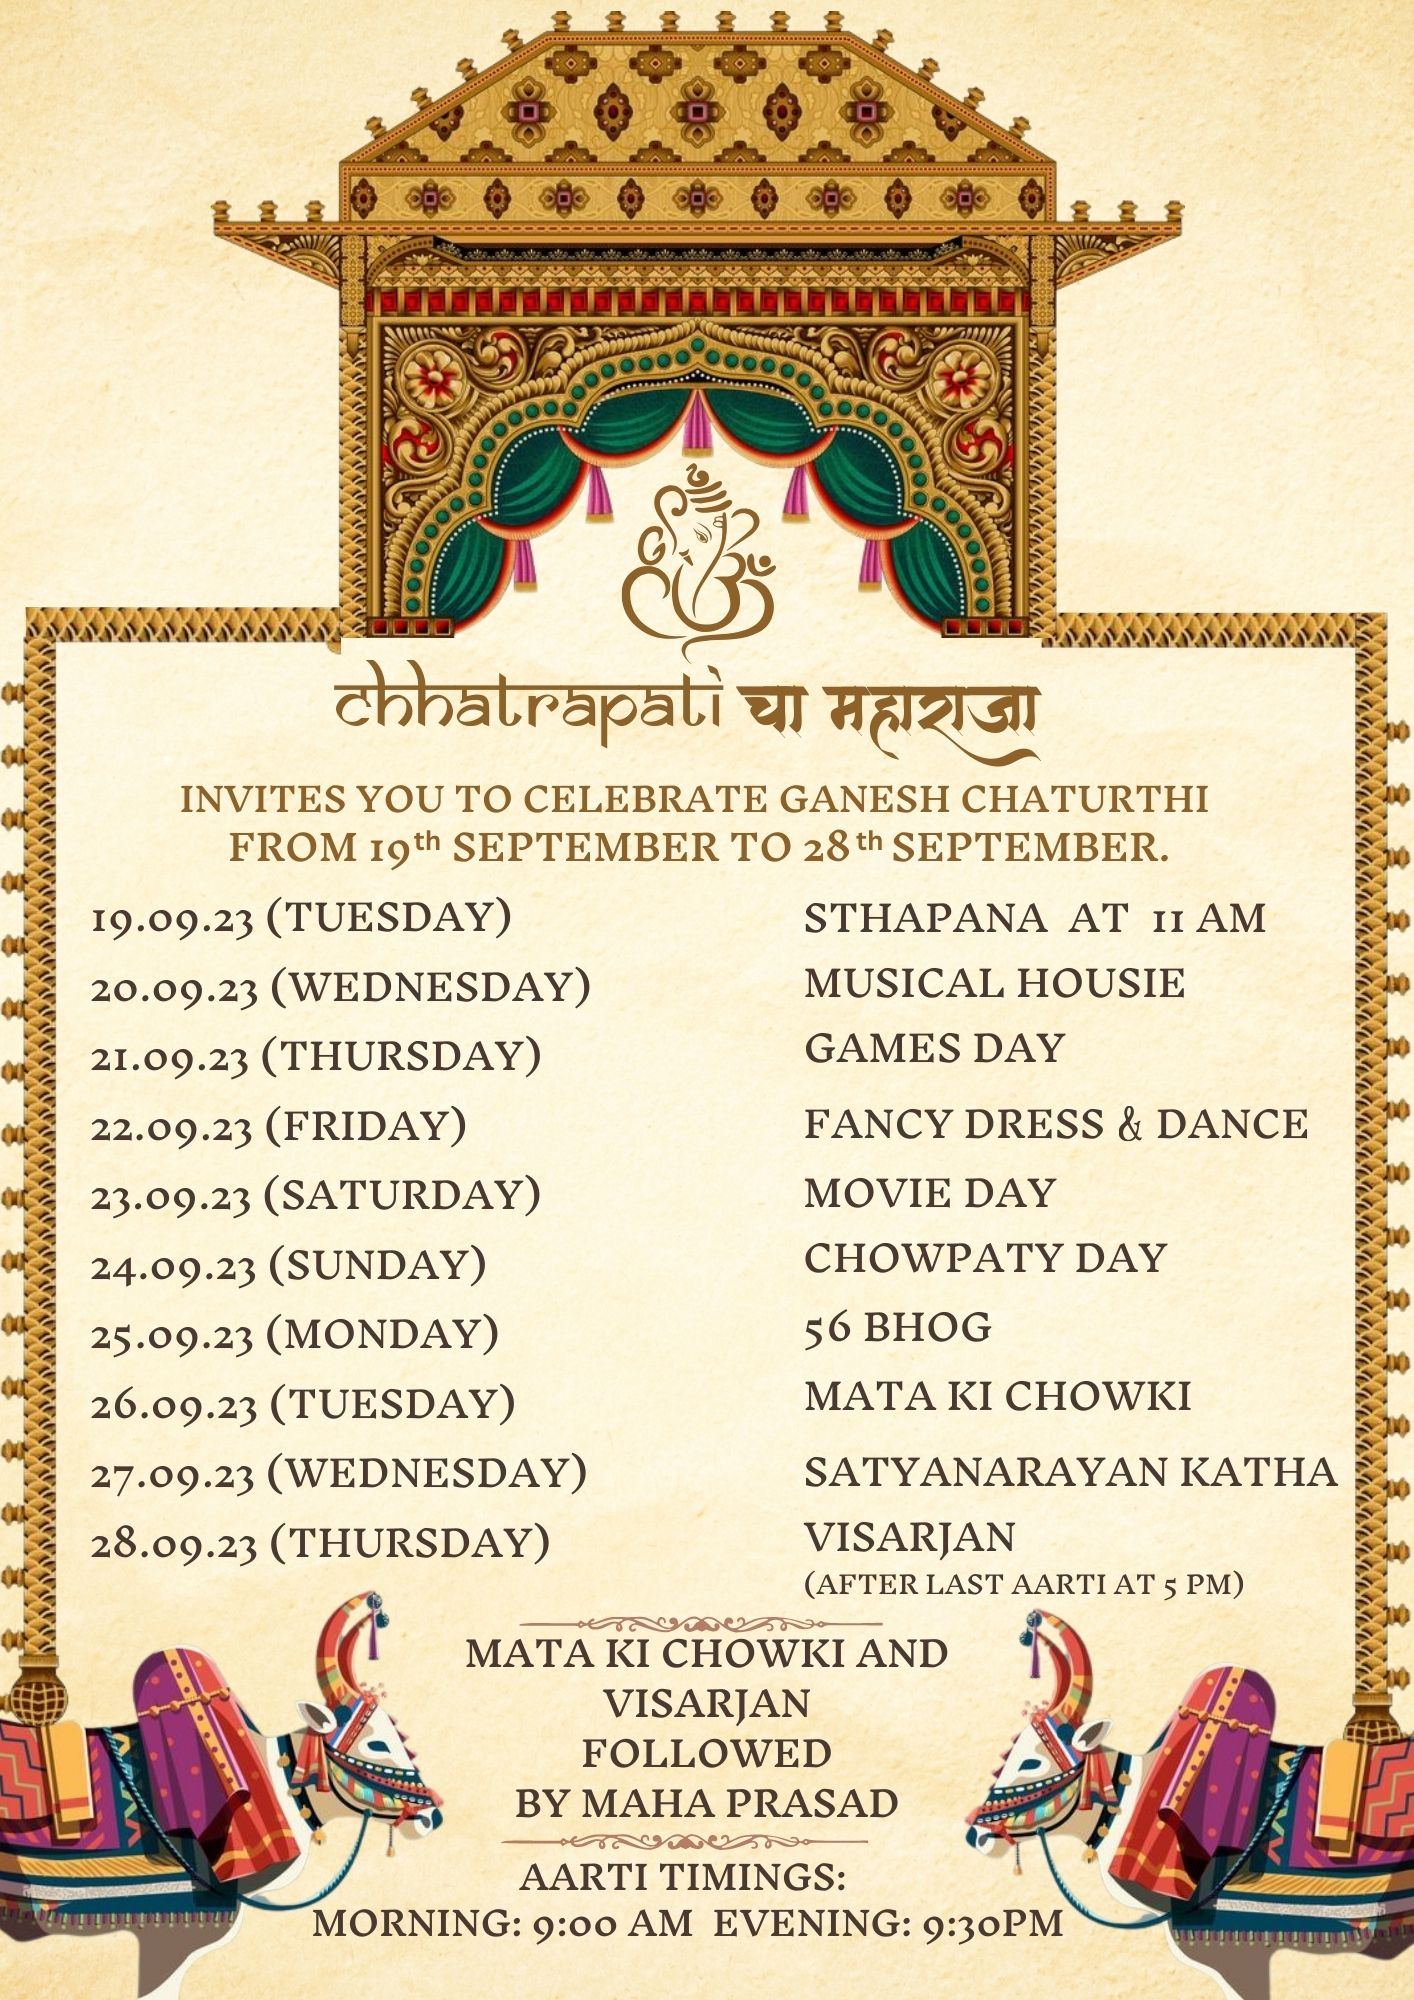 chhatrapati चा महाराजा
INVITES YOU TO CELEBRATE GANESH CHATURTHI
FROM 19th SEPTEMBER TO 28th SEPTEMBER.
19.09.23 (TUESDAY) STHAPANA AT 11 AM
20.09.23 (WEDNESDAY) MUSICAL HOUSIE
21.09.23 (THURSDAY) GAMES DAY
22.09.23 (FRIDAY) FANCY DRESS & DANCE
23.09.23 (SATURDAY) MOVIE DAY
24.09.23 (SUNDAY) CHOWPATY DAY
25.09.23 (MONDAY) 56 BHOG
26.09.23 (TUESDAY) MATA KI CHOWKI
27.09.23 (WEDNESDAY) SATYANARAYAN KATHA
28.09.23 (THURSDAY) VISARJAN
(AFTER LAST AARTI AT 5 PM)
MATA KI CHOWKI AND
VISARJAN
FOLLOWED
BY MAHA PRASAD
AARTI TIMINGS:
MORNING: 9:00 AM EVENING: 9:30PM